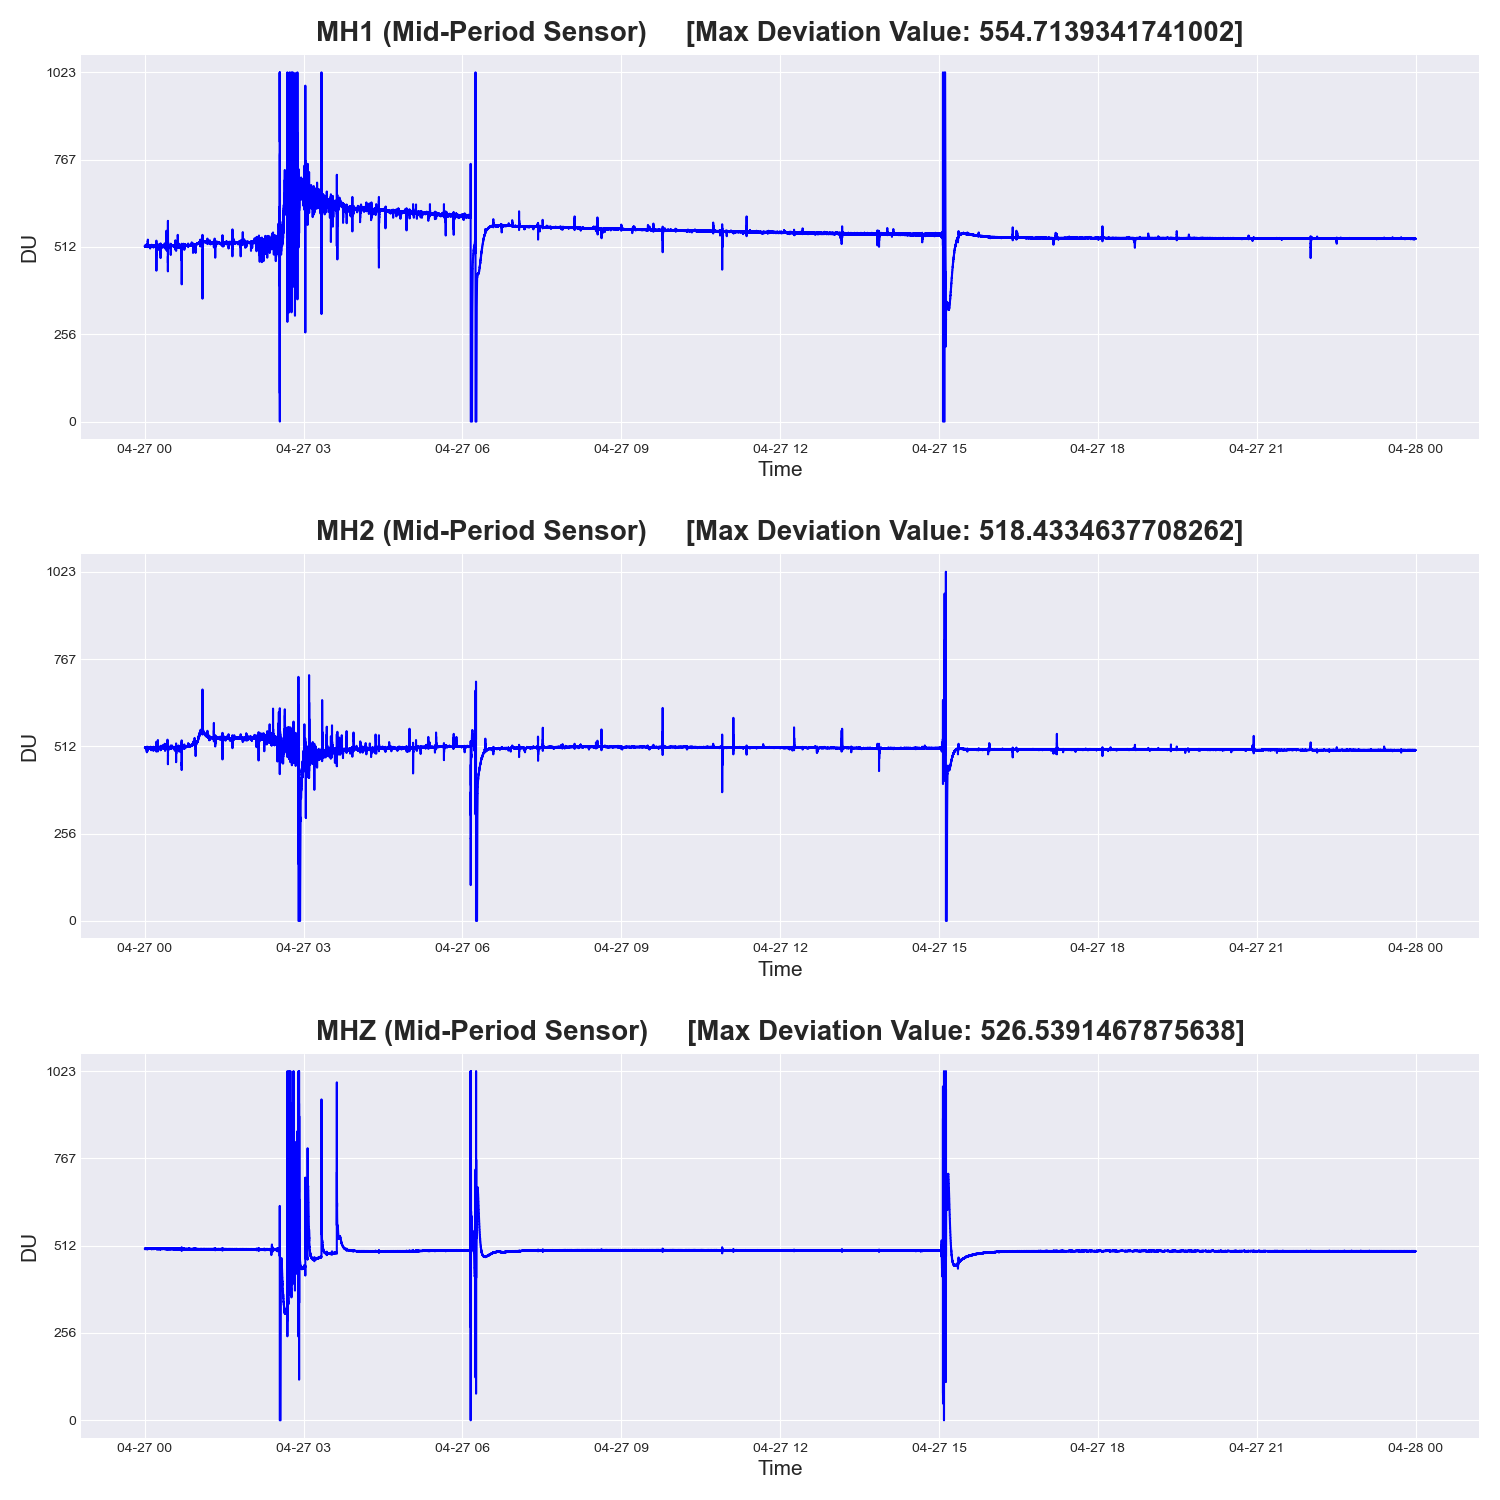 MH1 (Mid-Period Sensor) [Max Deviation Value: 554.7139341741002]
1023
767
512
256
0
DU
04-27 00 04-27 03 04-27 06 04-27 09 04-27 12 04-27 15 04-27 18 04-27 21 04-28 00
Time
MH2 (Mid-Period Sensor) [Max Deviation Value: 518.4334637708262]
1023
767
512
256
0
DU
04-27 00 04-27 03 04-27 06 04-27 09 04-27 12 04-27 15 04-27 18 04-27 21 04-28 00
Time
MHZ (Mid-Period Sensor) [Max Deviation Value: 526.5391467875638]
1023
767
512
256
0
DU
04-27 00 04-27 03 04-27 06 04-27 09 04-27 12 04-27 15 04-27 18 04-27 21 04-28 00
Time